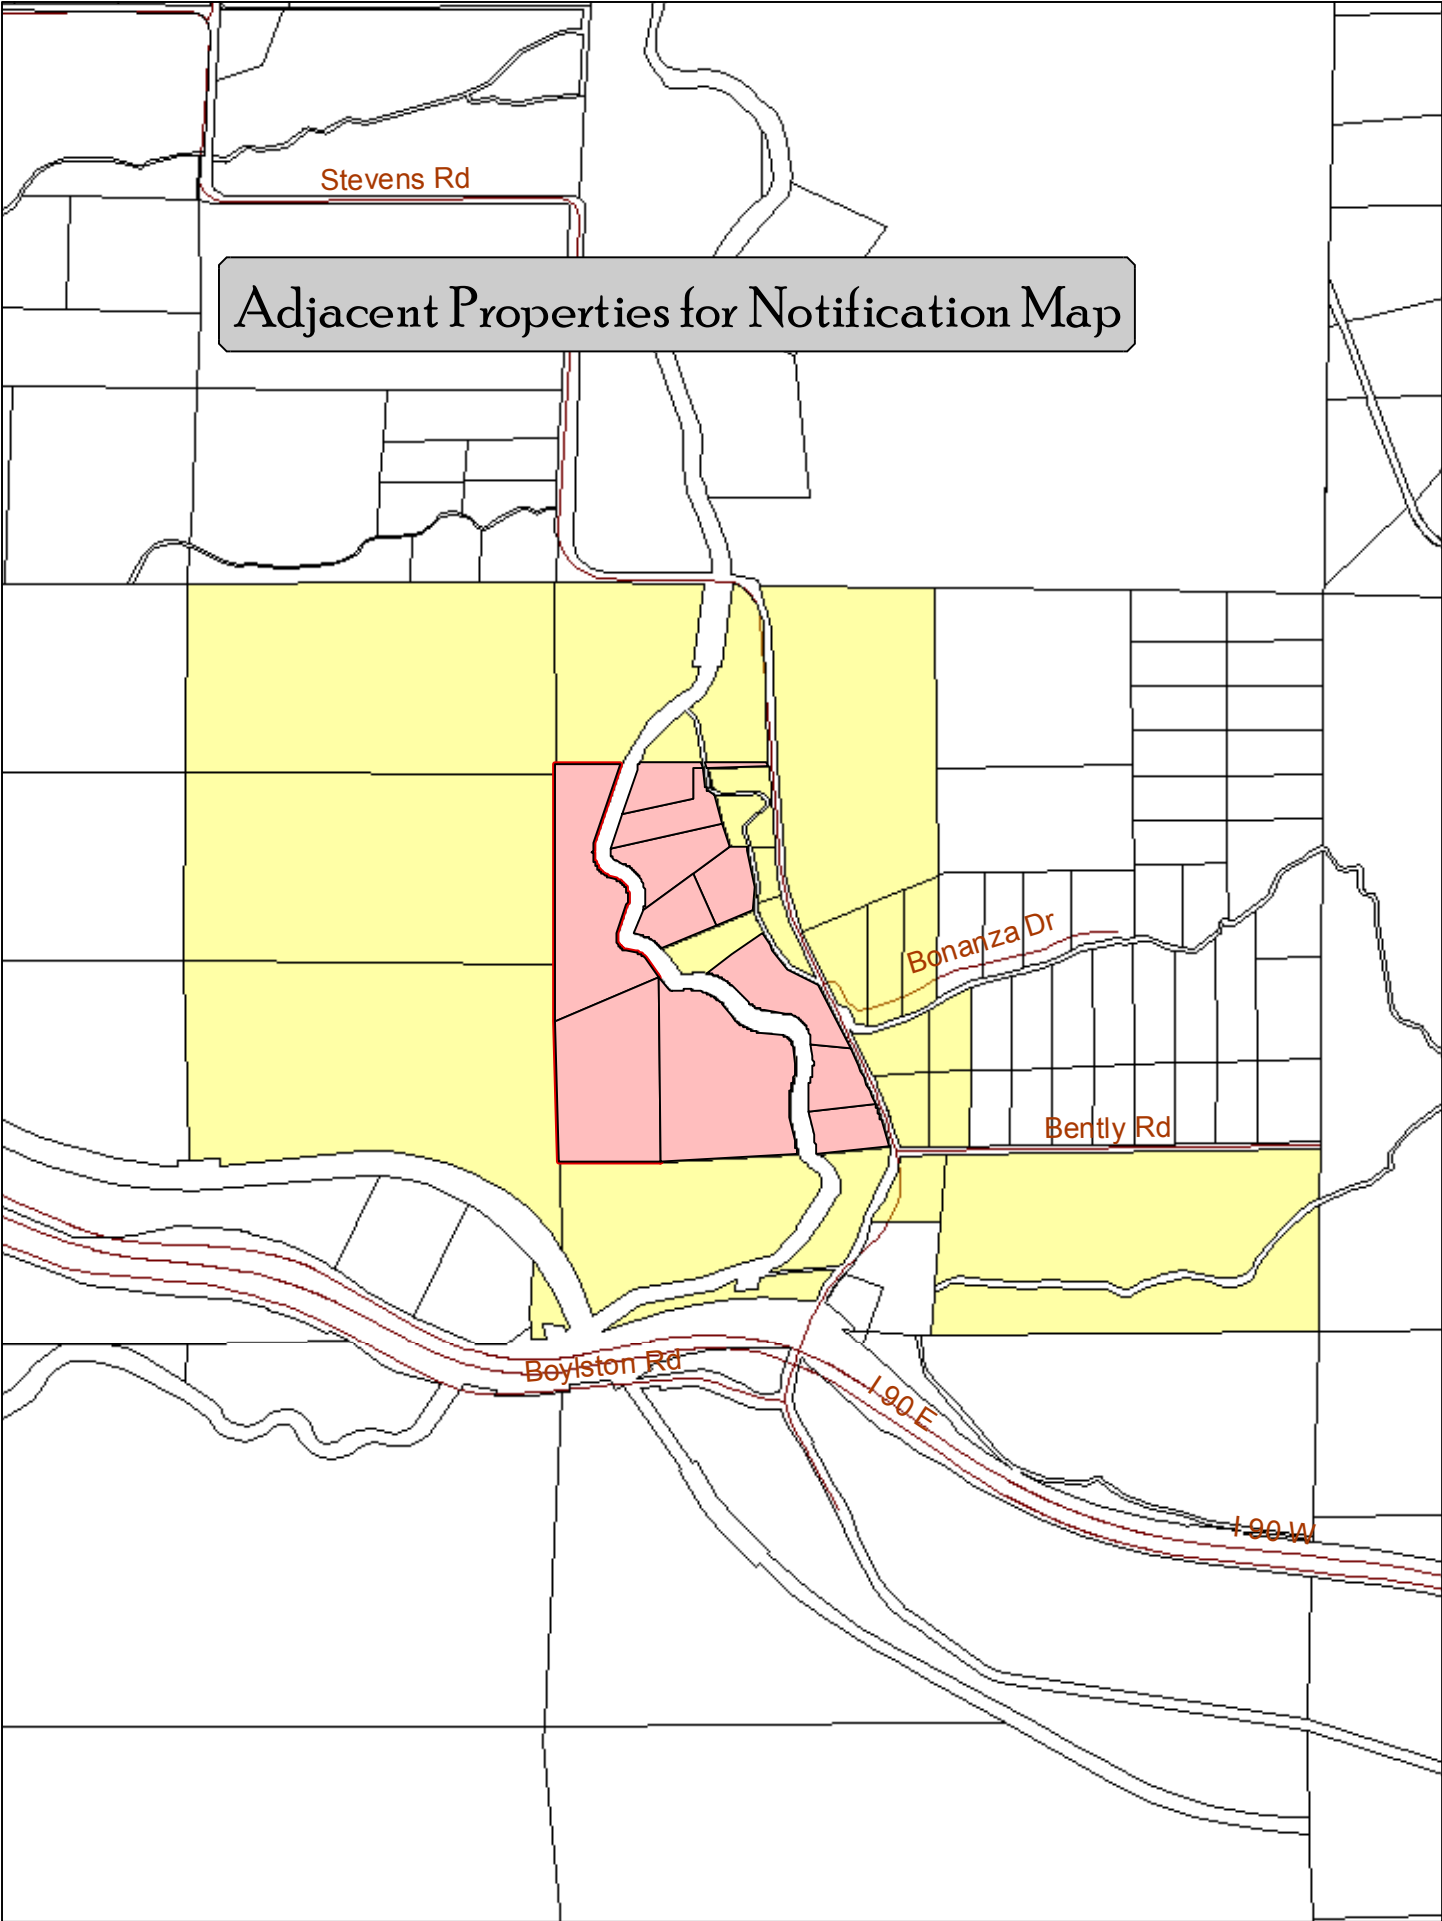 Stevens Rd
Adjacent Properties for Notification Map
Bonanza Dr
Bently Rd
Boylston Rd
I 90 E
I 90 W